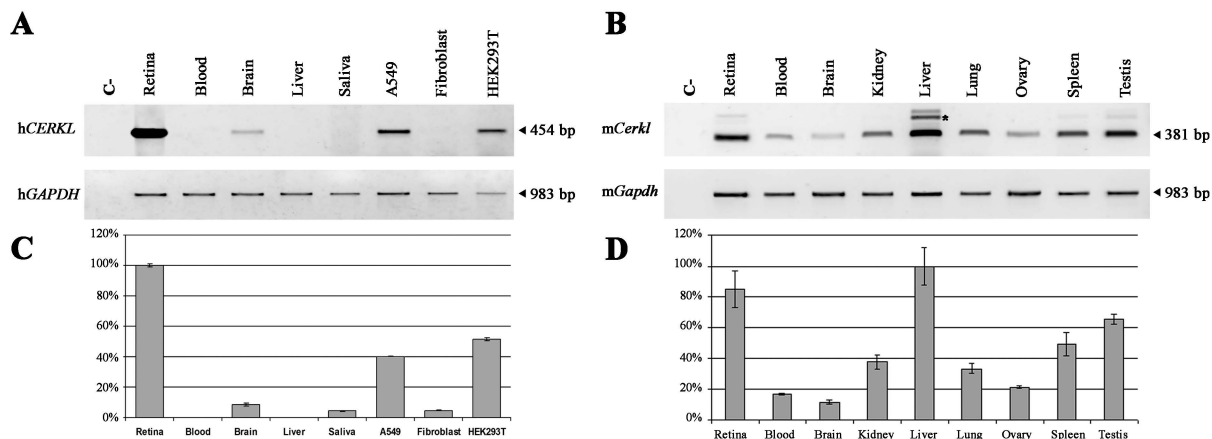 A
C-
Retina
Blood
Brain
Liver
Saliva
A549
Fibroblast
HEK293T
hCERKL
454 bp
hGAPDH
983 bp
B
C-
Retina
Blood
Brain
Kidney
Liver
Lung
Ovary
Spleen
Testis
mCerkl
*
381 bp
mGapdh
983 bp
C
120%
100%
80%
60%
40%
20%
0%
Retina Blood Brain Liver Saliva A549 Fibroblast HEK293T
D
120%
100%
80%
60%
40%
20%
0%
Retina Blood Brain Kidney Liver Lung Ovary Spleen Testis